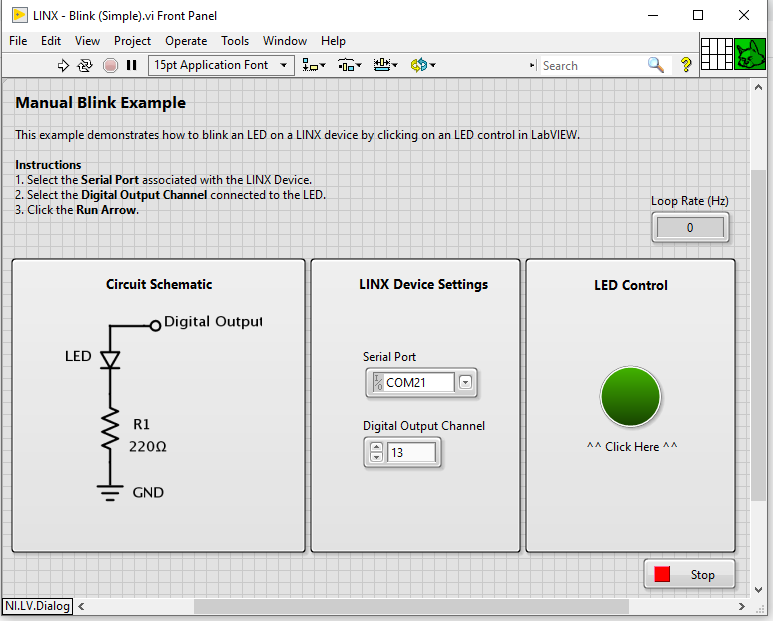 LINX - Blink (Simple).vi Front Panel
File Edit View Project Operate Tools Window Help
15pt Application Font
Search
?
Manual Blink Example
This example demonstrates how to blink an LED on a LINX device by clicking on an LED control in LabVIEW.
Instructions
1. Select the Serial Port associated with the LINX Device.
2. Select the Digital Output Channel connected to the LED.
3. Click the Run Arrow.
Loop Rate (Hz)
0
Circuit Schematic
Digital Output
LED
R1
220Ω
GND
LINX Device Settings
Serial Port
I/O COM21
Digital Output Channel
13
LED Control
^^ Click Here ^^
Stop
NI.LV.Dialog